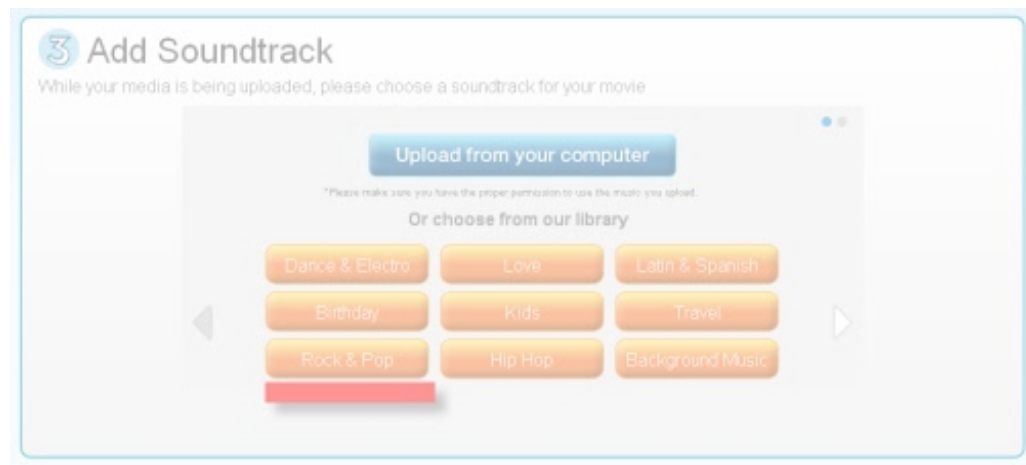 3 Add Soundtrack
While your media is being uploaded, please choose a soundtrack for your movie
Upload from your computer
*Please make sure you have the proper permission to use the music you upload.
Or choose from our library
Dance & Electro Love Latin & Spanish
Birthday Kids Travel
Rock & Pop Hip Hop Background Music